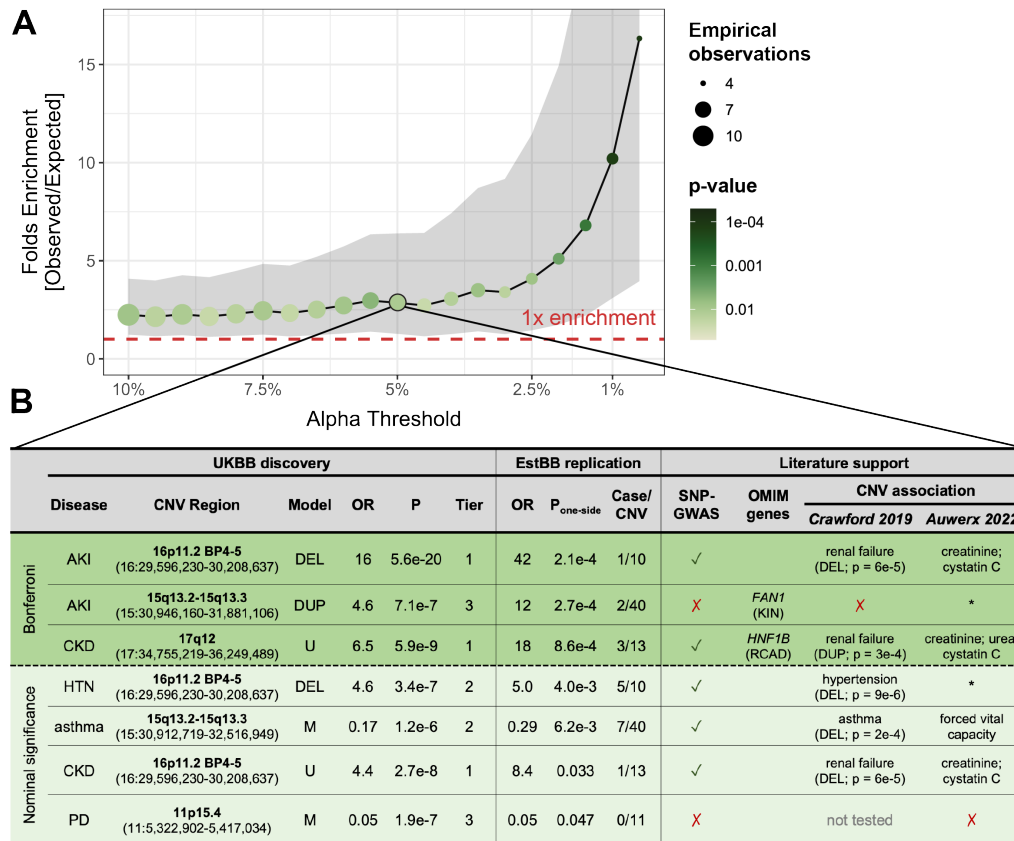 A
Folds Enrichment
[Observed/Expected]
15
10
5
0
1x enrichment
10%
7.5%
5%
2.5%
1%
Alpha Threshold
Empirical
observations
4
7
10
p-value
1e-04
0.001
0.01
B
UKBB discovery EstBB replication Literature support
Disease CNV Region Model OR P Tier OR Pone-side Case/CNV SNP-GWAS OMIM genes CNV association
Crawford 2019 Auwerx 2022
Bonferroni
AKI 16p11.2 BP4-5 DEL 16 5.6e-20 1 42 2.1e-4 1/10 ✓ renal failure creatinine;
(16:29,596,230-30,208,637) (DEL; p = 6e-5) cystatin C
AKI 15q13.2-15q13.3 DUP 4.6 7.1e-7 3 12 2.7e-4 2/40 ✗ FAN1 ✗ *
(15:30,946,160-31,881,106) (KIN)
CKD 17q12 U 6.5 5.9e-9 1 18 8.6e-4 3/13 ✓ HNF1B renal failure creatinine; urea
(17:34,755,219-36,249,489) (RCAD) (DUP; p = 3e-4) cystatin C
Nominal significance
HTN 16p11.2 BP4-5 DEL 4.6 3.4e-7 2 5.0 4.0e-3 5/10 ✓ hypertension *
(16:29,596,230-30,208,637) (DEL; p = 9e-6)
asthma 15q13.2-15q13.3 M 0.17 1.2e-6 2 0.29 6.2e-3 7/40 ✓ asthma forced vital
(15:30,912,719-32,516,949) (DEL; p = 2e-4) capacity
CKD 16p11.2 BP4-5 U 4.4 2.7e-8 1 8.4 0.033 1/13 ✓ renal failure creatinine;
(16:29,596,230-30,208,637) (DEL; p = 6e-5) cystatin C
PD 11p15.4 M 0.05 1.9e-7 3 0.05 0.047 0/11 ✗ not tested ✗
(11:5,322,902-5,417,034)